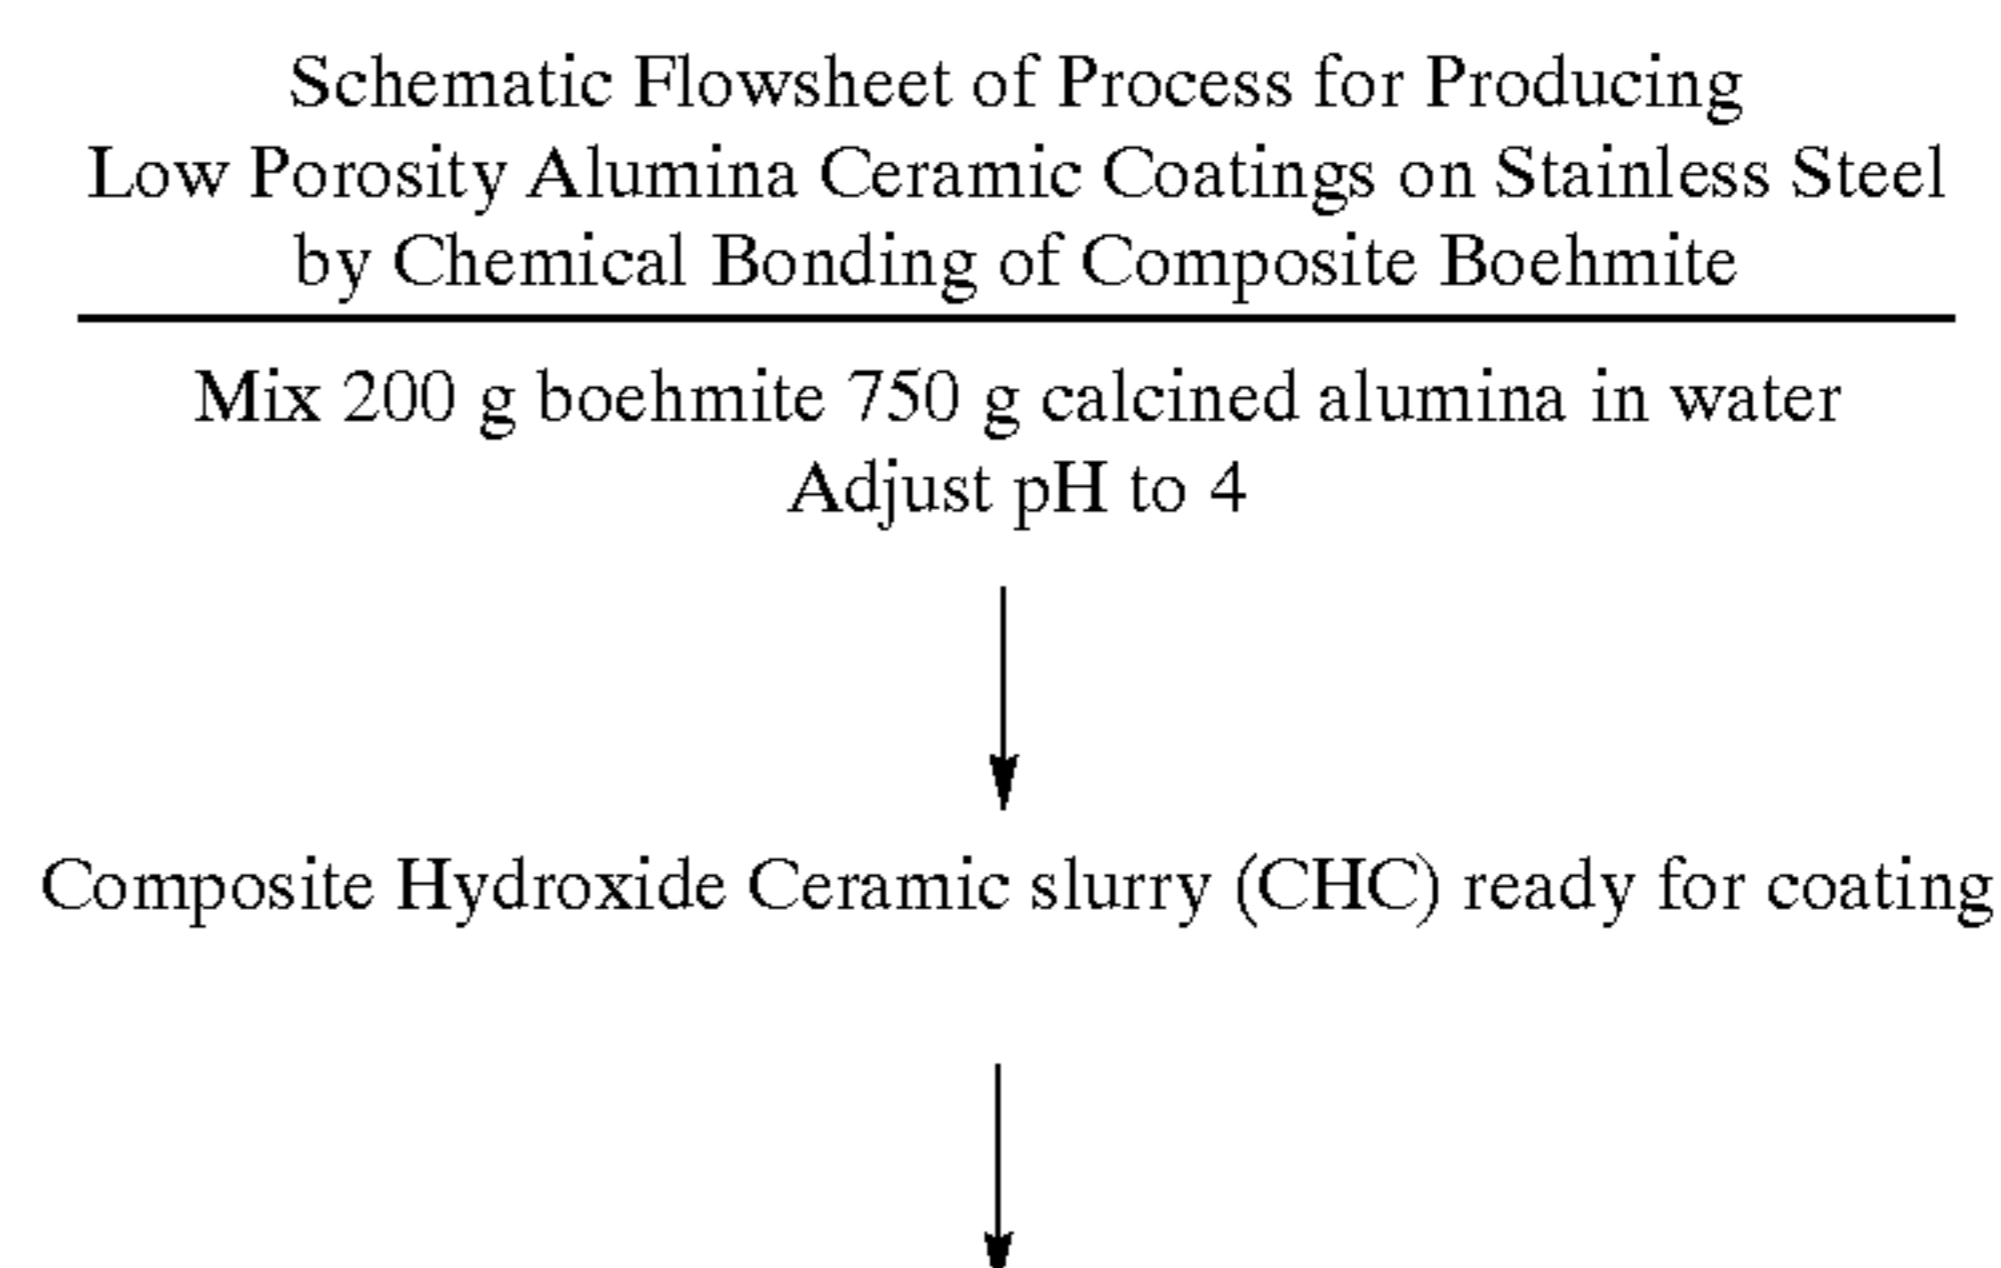 Schematic Flowsheet of Process for Producing
Low Porosity Alumina Ceramic Coatings on Stainless Steel
by Chemical Bonding of Composite Boehmite
Mix 200 g boehmite 750 g calcined alumina in water
Adjust pH to 4
Composite Hydroxide Ceramic slurry (CHC) ready for coating